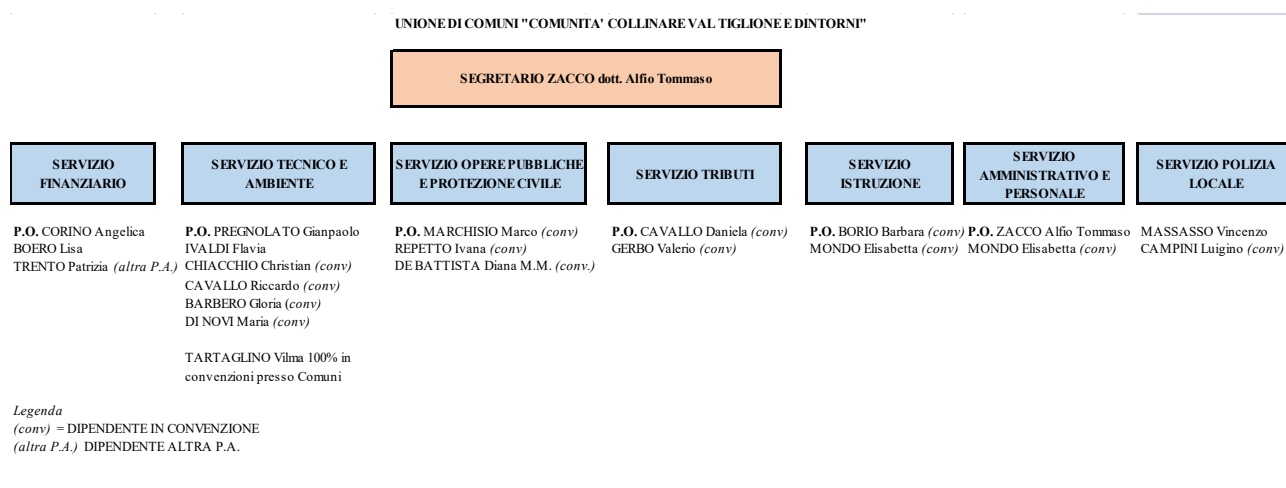 UNIONE DI COMUNI "COMUNITA' COLLINARE VAL TIGLIONE E DINTORNI"
SEGRETARIO ZACCO dott. Alfio Tommaso
SERVIZIO
FINANZIARIO
P.O. CORINO Angelica
BOERO Lisa
TRENTO Patrizia (altra P.A.)
SERVIZIO TECNICO E
AMBIENTE
P.O. PREGNOLATO Gianpaolo
IVALDI Flavia
CHIACCHIO Christian (conv)
CAVALLO Riccardo (conv)
BARBERO Gloria (conv)
DI NOVI Maria (conv)
TARTAGLINO Vilma 100% in
convenzioni presso Comuni
SERVIZIO OPERE PUBBLICHE
E PROTEZIONE CIVILE
P.O. MARCHISIO Marco (conv)
REPETTO Ivana (conv)
DE BATTISTA Diana M.M. (conv.)
SERVIZIO TRIBUTI
P.O. CAVALLO Daniela (conv)
GERBO Valerio (conv)
SERVIZIO
ISTRUZIONE
P.O. BORIO Barbara (conv)
MONDO Elisabetta (conv)
SERVIZIO
AMMINISTRATIVO E
PERSONALE
P.O. ZACCO Alfio Tommaso
MONDO Elisabetta (conv)
SERVIZIO POLIZIA
LOCALE
MASSASSO Vincenzo
CAMPINI Luigino (conv)
Legenda
(conv) = DIPENDENTE IN CONVENZIONE
(altra P.A.) DIPENDENTE ALTRA P.A.